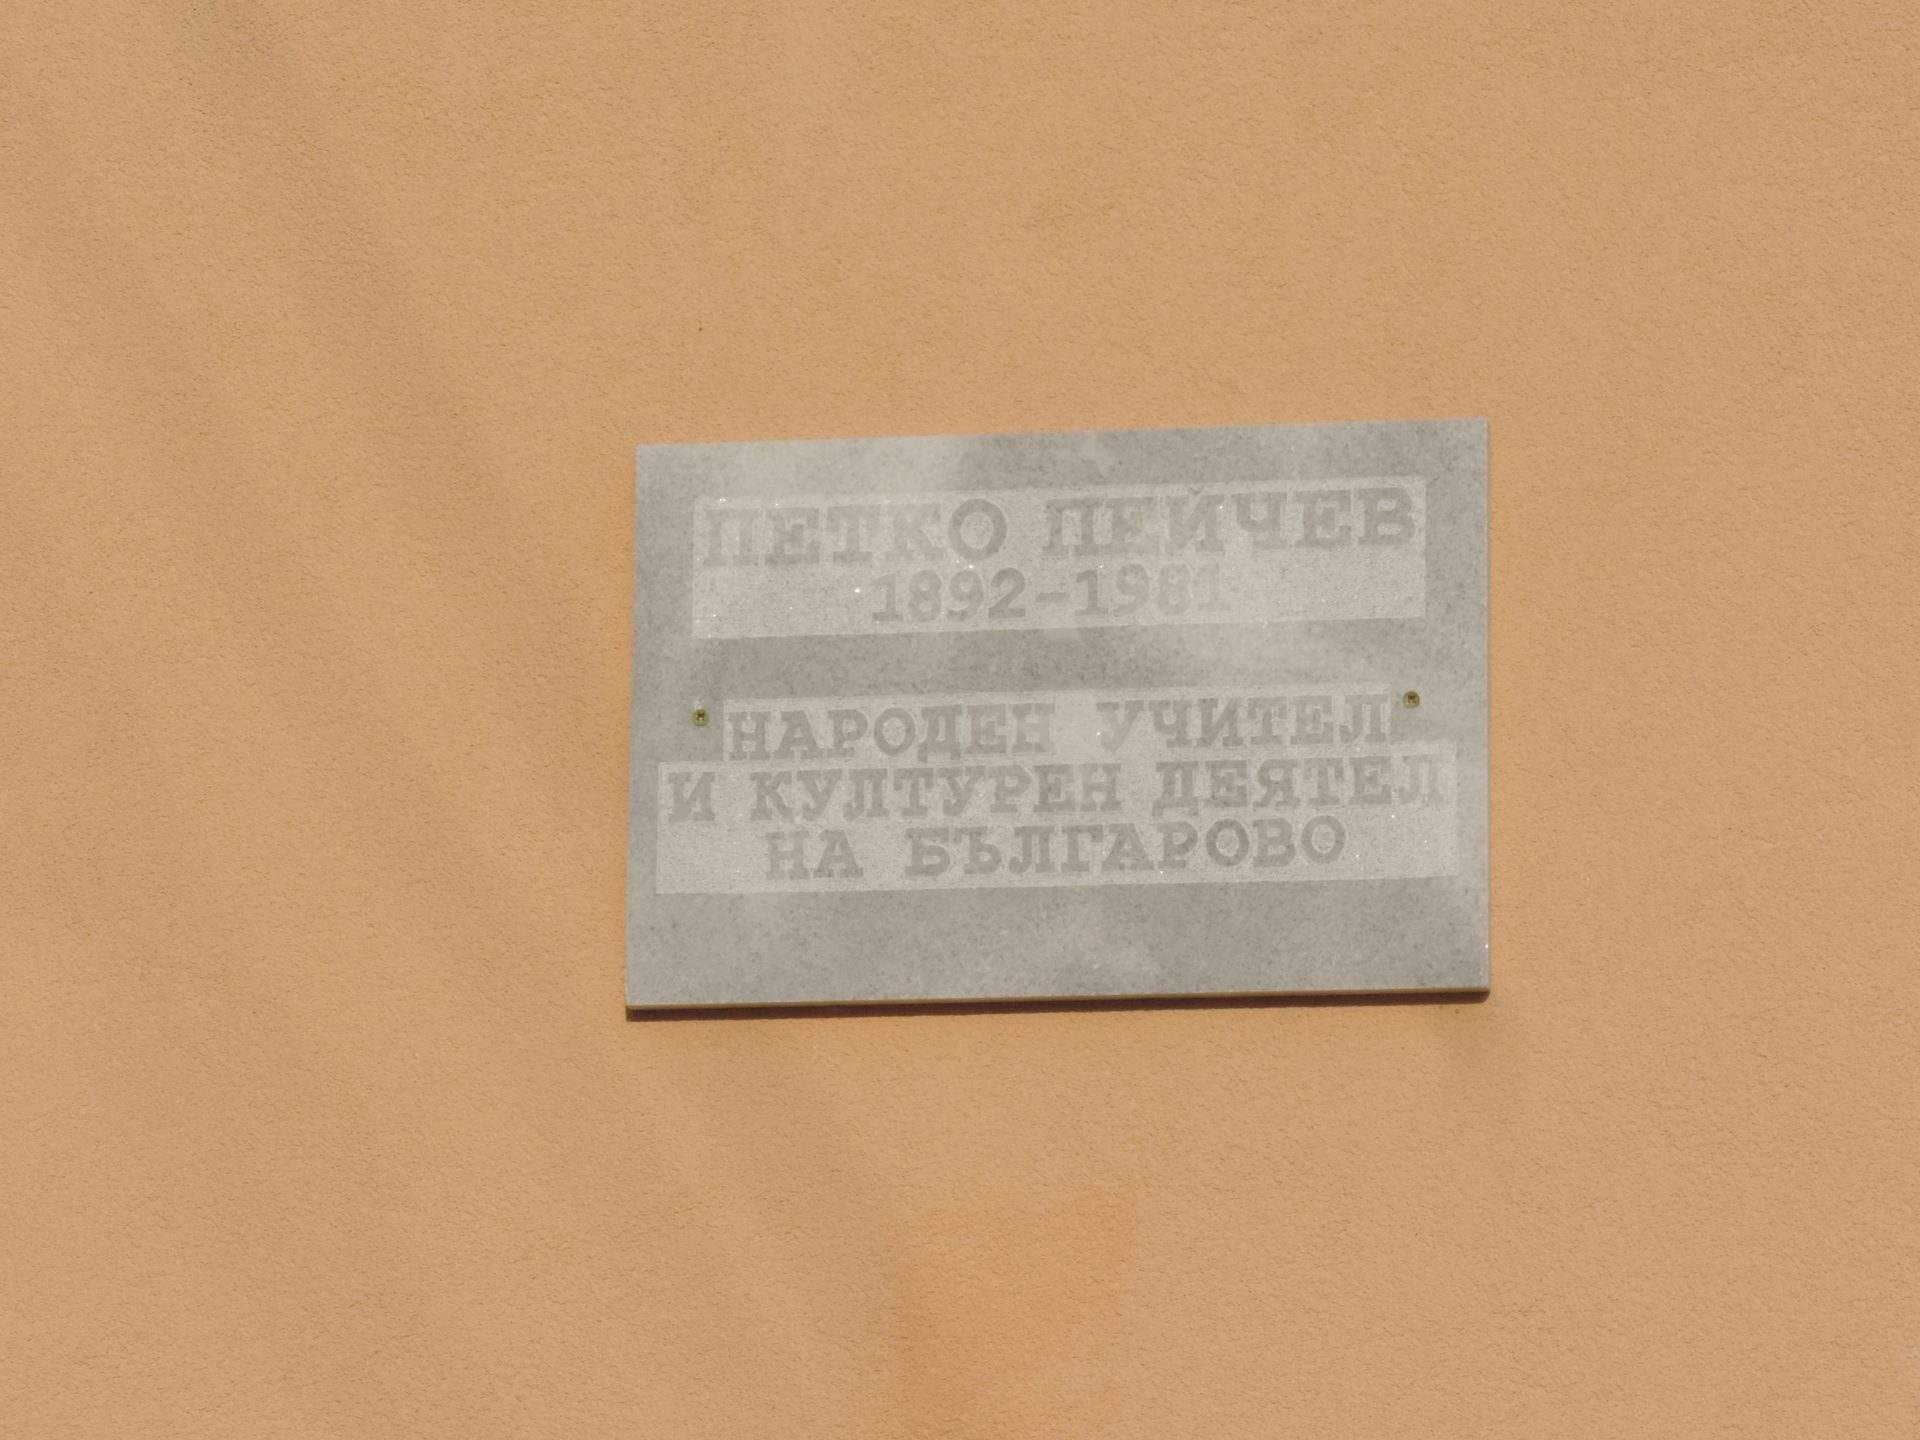 ПЕТКО ПЕЙЧЕВ
1892-1981
НАРОДЕН УЧИТЕЛ
И КУЛТУРЕН ДЕЯТЕЛ
НА БЪЛГАРОВО